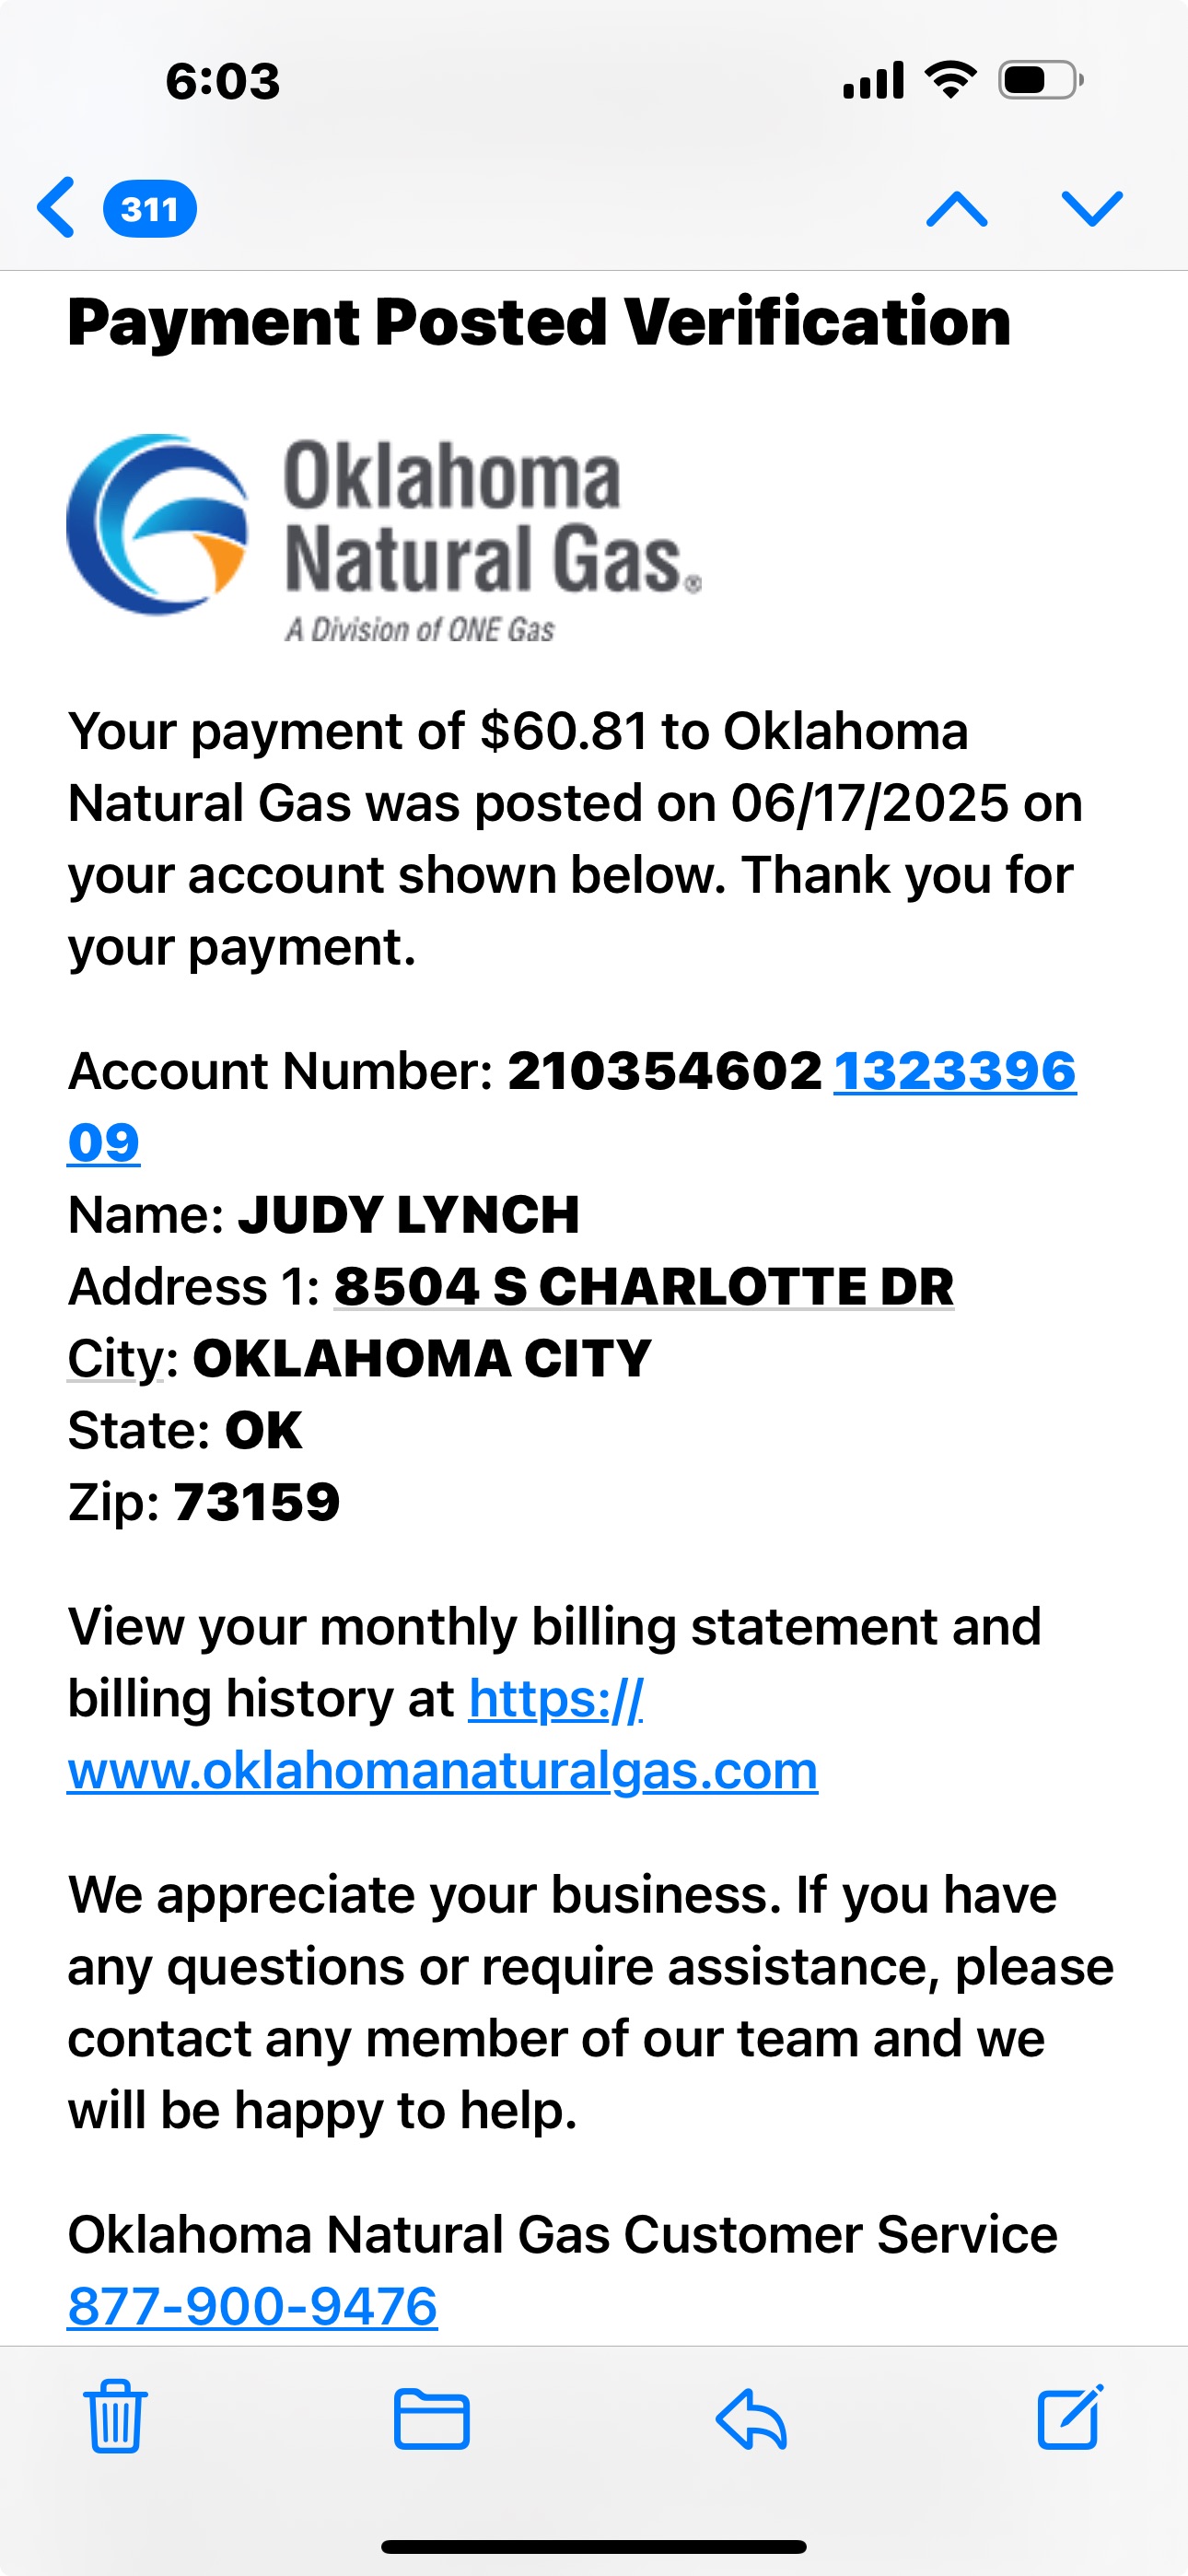 6:03
311
Payment Posted Verification
Oklahoma
Natural Gas®
A Division of ONE Gas
Your payment of $60.81 to Oklahoma
Natural Gas was posted on 06/17/2025 on
your account shown below. Thank you for
your payment.
Account Number: 210354602 1323396
09
Name: JUDY LYNCH
Address 1: 8504 S CHARLOTTE DR
City: OKLAHOMA CITY
State: OK
Zip: 73159
View your monthly billing statement and
billing history at https://
www.oklahomanaturalgas.com
We appreciate your business. If you have
any questions or require assistance, please
contact any member of our team and we
will be happy to help.
Oklahoma Natural Gas Customer Service
877-900-9476